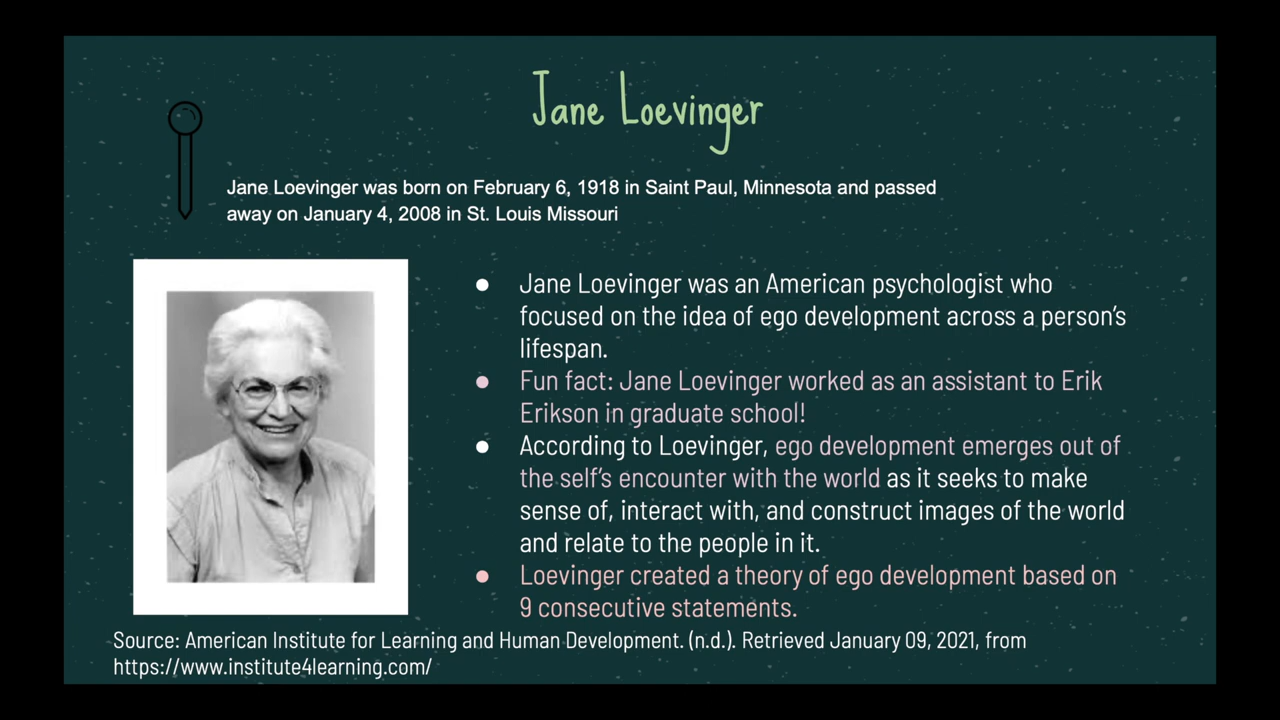 Jane Loevinger
Jane Loevinger was born on February 6, 1918 in Saint Paul, Minnesota and passed
away on January 4, 2008 in St. Louis Missouri
● Jane Loevinger was an American psychologist who
focused on the idea of ego development across a person's
lifespan.
● Fun fact: Jane Loevinger worked as an assistant to Erik
Erikson in graduate school!
● According to Loevinger, ego development emerges out of
the self's encounter with the world as it seeks to make
sense of, interact with, and construct images of the world
and relate to the people in it.
● Loevinger created a theory of ego development based on
9 consecutive statements.
Source: American Institute for Learning and Human Development. (n.d.). Retrieved January 09, 2021, from
https://www.institute4learning.com/